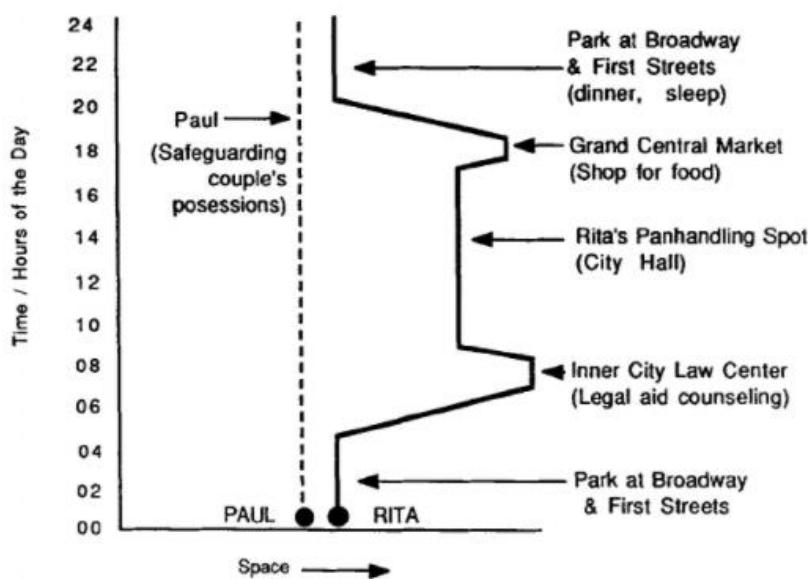 24
22
20
18
16
14
12
10
08
06
04
02
00
Time / Hours of the Day
Paul
(Safeguarding
couple's
posessions)
Park at Broadway
& First Streets
(dinner, sleep)
Grand Central Market
(Shop for food)
Rita's Panhandling Spot
(City Hall)
Inner City Law Center
(Legal aid counseling)
Park at Broadway
& First Streets
PAUL
RITA
Space